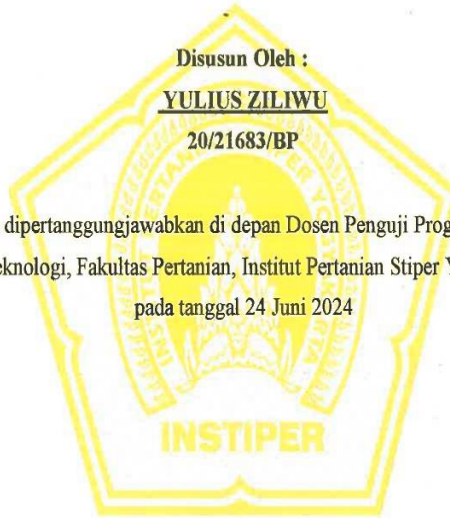 Disusun Oleh :
YULIUS ZILIWU
20/21683/BP
dipertanggungjawabkan di depan Dosen Penguji Prog
eknologi, Fakultas Pertanian, Institut Pertanian Stiper Y
pada tanggal 24 Juni 2024
INSTIPER